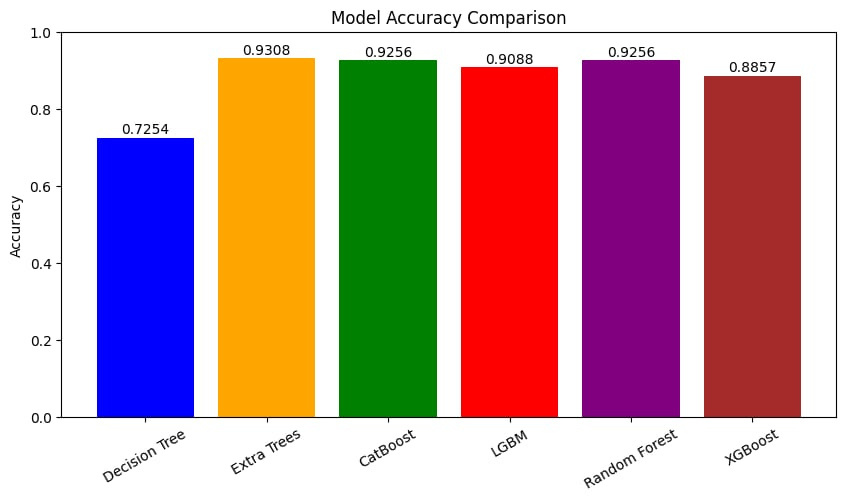 Model Accuracy Comparison
Accuracy
1.0
0.8
0.6
0.4
0.2
0.0
0.7254
0.9308
0.9256
0.9088
0.9256
0.8857
Decision Tree
Extra Trees
CatBoost
LGBM
Random Forest
XGBoost